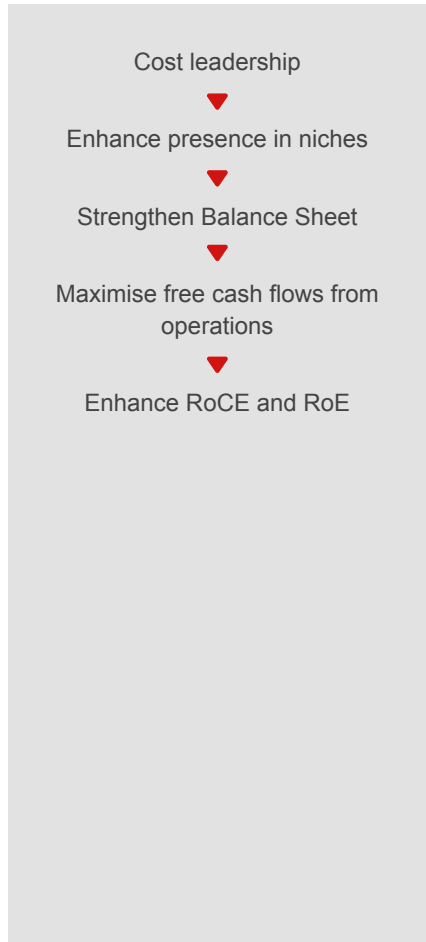 Cost leadership
Enhance presence in niches
Strengthen Balance Sheet
Maximise free cash flows from
operations
Enhance RoCE and RoE